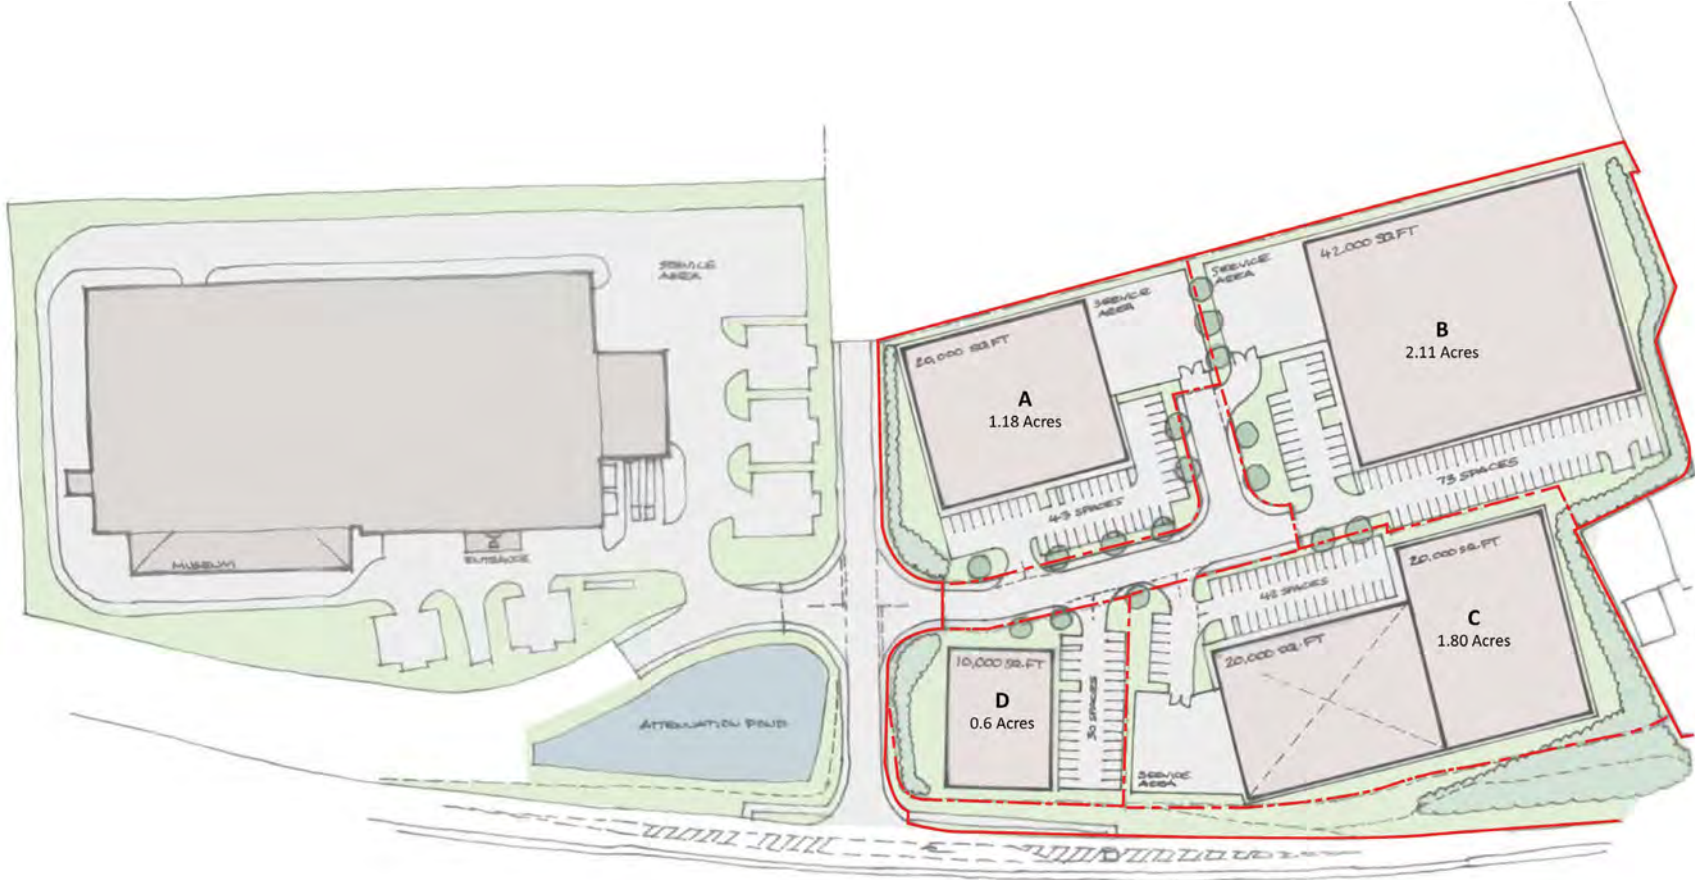 SERVICE
AREA
MUSEUM
ENTRANCE
ATTENUATION POND
20,000 SQ.FT
A
1.18 Acres
SERVICE
AREA
43 SPACES
SERVICE
AREA
42,000 SQ.FT
B
2.11 Acres
73 SPACES
20,000 SQ.FT
42 SPACES
C
1.80 Acres
20,000 SQ.FT
SERVICE
AREA
10,000 SQ.FT
D
0.6 Acres
30 SPACES